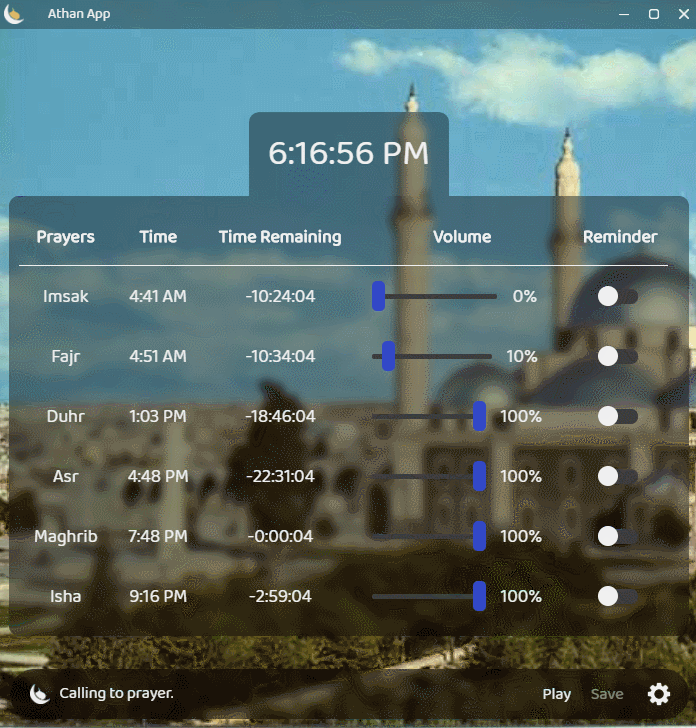 Athan App
6:16:56 PM
Prayers Time Time Remaining Volume Reminder
Imsak 4:41 AM -10:24:04 0%
Fajr 4:51 AM -10:34:04 10%
Duhr 1:03 PM -18:46:04 100%
Asr 4:48 PM -22:31:04 100%
Maghrib 7:48 PM -0:00:04 100%
Isha 9:16 PM -2:59:04 100%
Calling to prayer. Play Save